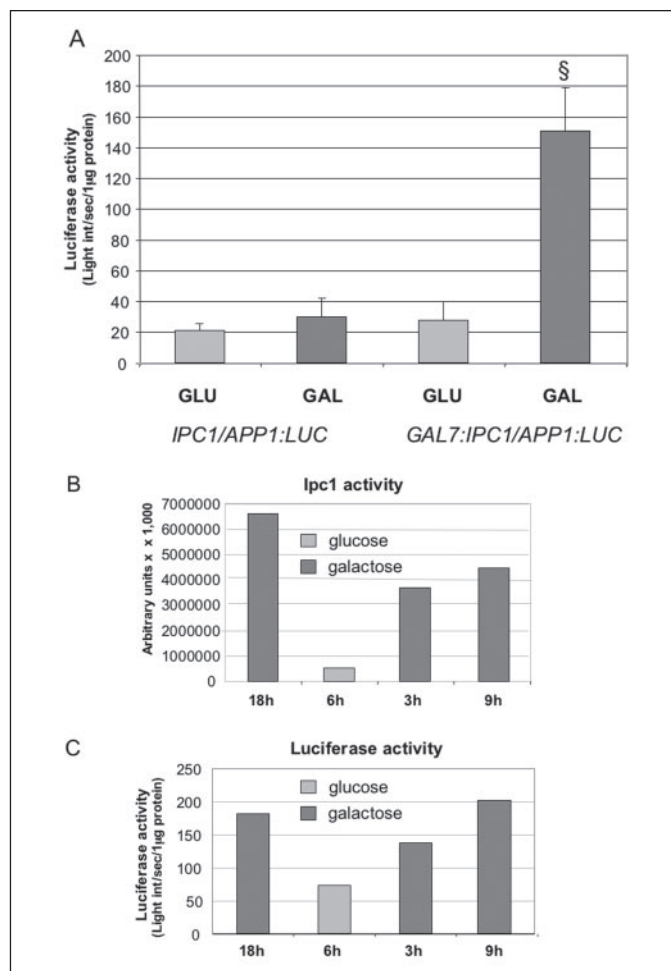 A
§
Luciferase activity
(Light int/sec/1µg protein)
200
180
160
140
120
100
80
60
40
20
0
GLU GAL GLU GAL
IPC1/APP1:LUC GAL7:IPC1/APP1:LUC
B
Ipc1 activity
Arbitrary units x x 1,000
7000000
6000000
5000000
4000000
3000000
2000000
1000000
0
glucose
galactose
18h 6h 3h 9h
C
Luciferase activity
Luciferase activity
(Light int/sec/1µg protein)
250
200
150
100
50
0
glucose
galactose
18h 6h 3h 9h